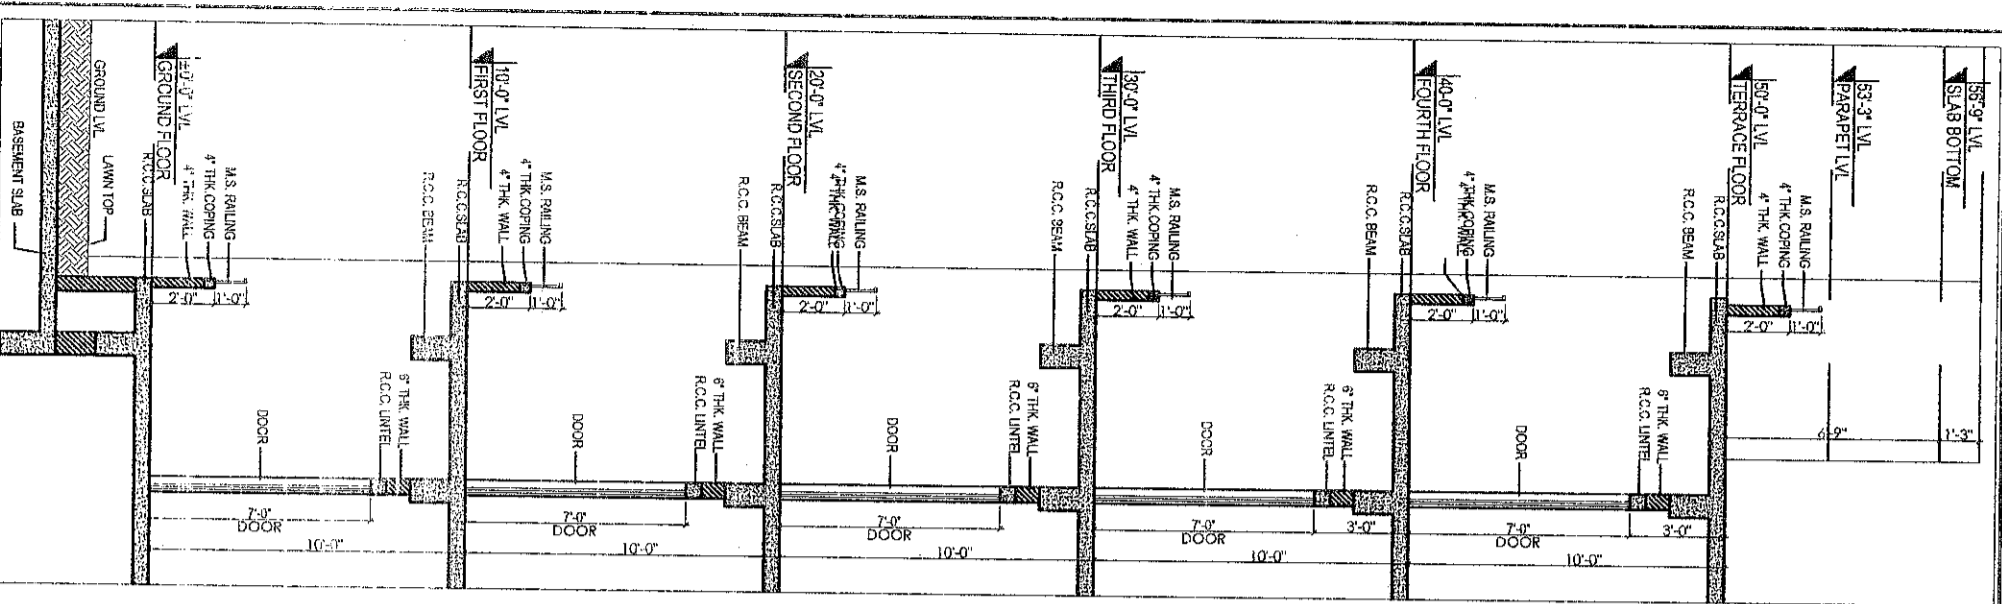 56'-9" LVL
SLAB BOTTOM
53'-3" LVL
PARAPET LVL
50'-0" LVL
TERRACE FLOOR
M.S. RAILING
4" THK.COPING
4" THK. WALL
R.C.C.SLAB
R.C.C. BEAM
2'-0"
1'-0"
6'-9"
1'-3"
6" THK. WALL
R.C.C. LINTEL
DOOR
7'-0"
DOOR
3'-0"
10'-0"
40-0" LVL
FOURTH FLOOR
M.S. RAILING
4" THK.COPING
R.C.C.SLAB
R.C.C. BEAM
2'-0"
1'-0"
6" THK. WALL
R.C.C. LINTEL
DOOR
7'-0"
DOOR
3'-0"
10'-0"
30'-0" LVL
THIRD FLOOR
M.S. RAILING
4" THK.COPING
4" THK. WALL
R.C.C.SLAB
R.C.C. BEAM
2'-0"
1'-0"
6" THK. WALL
R.C.C. LINTEL
DOOR
7'-0"
DOOR
10'-0"
20'-0" LVL
SECOND FLOOR
M.S. RAILING
4" THK.COPING
R.C.C.SLAB
R.C.C. BEAM
2'-0"
1'-0"
6" THK. WALL
R.C.C. LINTEL
DOOR
7'-0"
DOOR
10'-0"
10'-0" LVL
FIRST FLOOR
M.S. RAILING
4" THK.COPING
4" THK. WALL
R.C.C.SLAB
R.C.C. BEAM
2'-0"
1'-0"
6" THK. WALL
R.C.C. LINTEL
DOOR
7'-0"
DOOR
10'-0"
±0'-0" LVL
GROUND FLOOR
M.S. RAILING
4" THK.COPING
4" THK. WALL
R.C.C.SLAB
2'-0"
1'-0"
GROUND LVL
LAWN TOP
BASEMENT SLAB